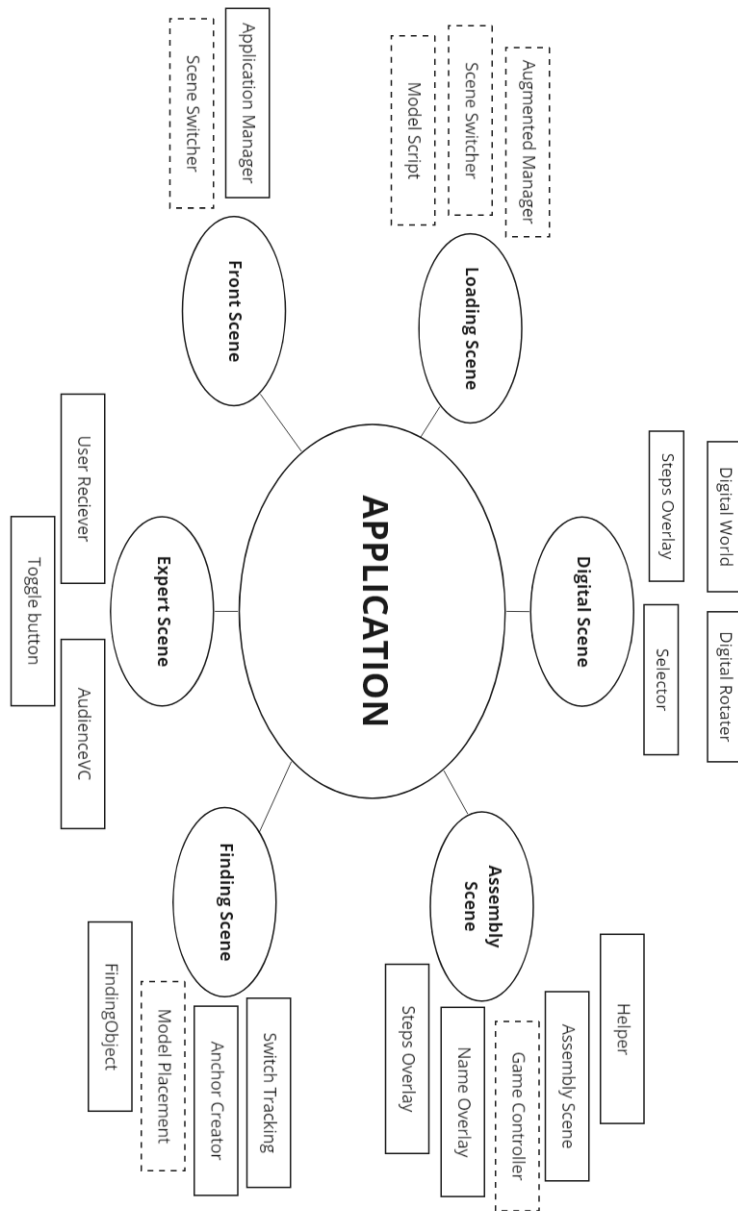 Application Manager
Scene Switcher
Front Scene
Augmented Manager
Scene Switcher
Model Script
Loading Scene
APPLICATION
Digital World
Digital Rotater
Steps Overlay
Selector
Digital Scene
Expert Scene
User Reciever
AudienceVC
Toggle button
Assembly
Scene
Helper
Assembly Scene
Game Controller
Name Overlay
Steps Overlay
Finding Scene
Switch Tracking
Anchor Creator
Model Placement
FindingObject